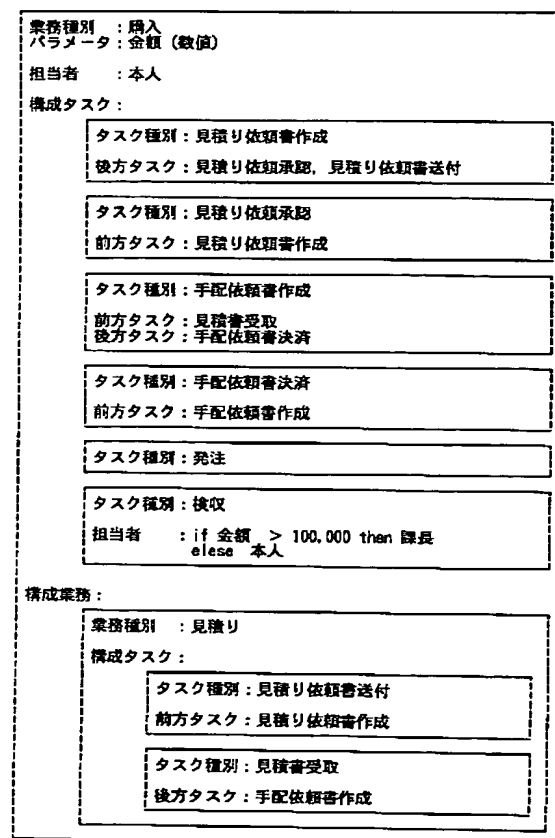 業務種別 ：購入
パラメータ：金額（数値）
担当者 ：本人
構成タスク：
タスク種別：見積り依頼書作成
後方タスク：見積り依頼承認，見積り依頼書送付
タスク種別：見積り依頼承認
前方タスク：見積り依頼書作成
タスク種別：手配依頼書作成
前方タスク：見積書受取
後方タスク：手配依頼書決済
タスク種別：手配依頼書決済
前方タスク：手配依頼書作成
タスク種別：発注
タスク種別：検収
担当者 ：if 金額 ＞ 100,000 then 課長
elese 本人
構成業務：
業務種別 ：見積り
構成タスク：
タスク種別：見積り依頼書送付
前方タスク：見積り依頼書作成
タスク種別：見積書受取
後方タスク：手配依頼書作成